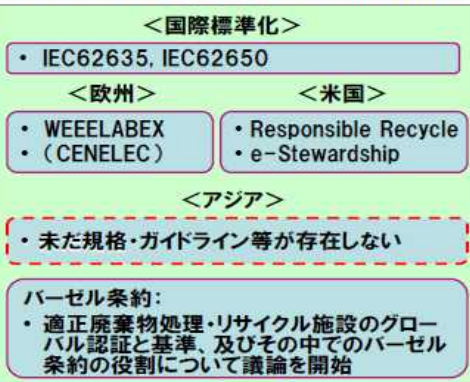 ＜国際標準化＞
• IEC62635, IEC62650
＜欧州＞ ＜米国＞
• WEEELABEX
• （CENELEC）
• Responsible Recycle
• e-Stewardship
＜アジア＞
• 未だ規格・ガイドライン等が存在しない
バーゼル条約：
• 適正廃棄物処理・リサイクル施設のグロー
バル認証と基準、及びその中でのバーゼル
条約の役割について議論を開始